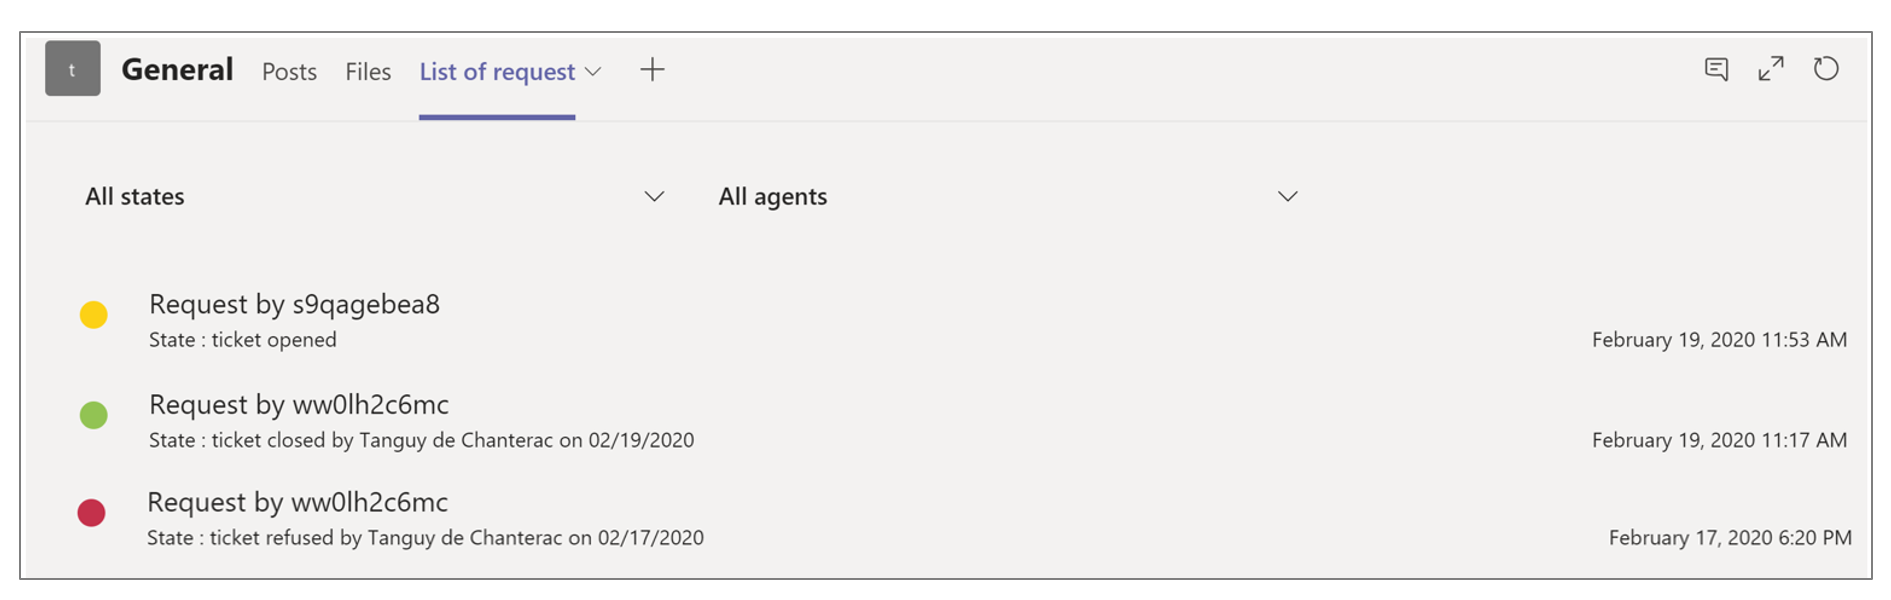 t
General Posts Files List of request
All states All agents
Request by s9qagebea8
State : ticket opened February 19, 2020 11:53 AM
Request by ww0lh2c6mc
State : ticket closed by Tanguy de Chanterac on 02/19/2020 February 19, 2020 11:17 AM
Request by ww0lh2c6mc
State : ticket refused by Tanguy de Chanterac on 02/17/2020 February 17, 2020 6:20 PM